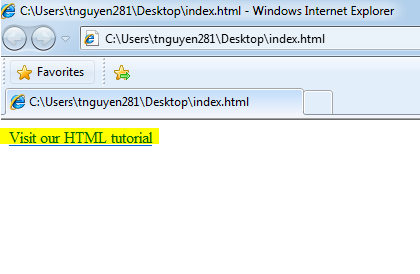 C:\Users\tnguyen281\Desktop\index.html - Windows Internet Explorer
C:\Users\tnguyen281\Desktop\index.html
Favorites
C:\Users\tnguyen281\Desktop\index.html
Visit our HTML tutorial